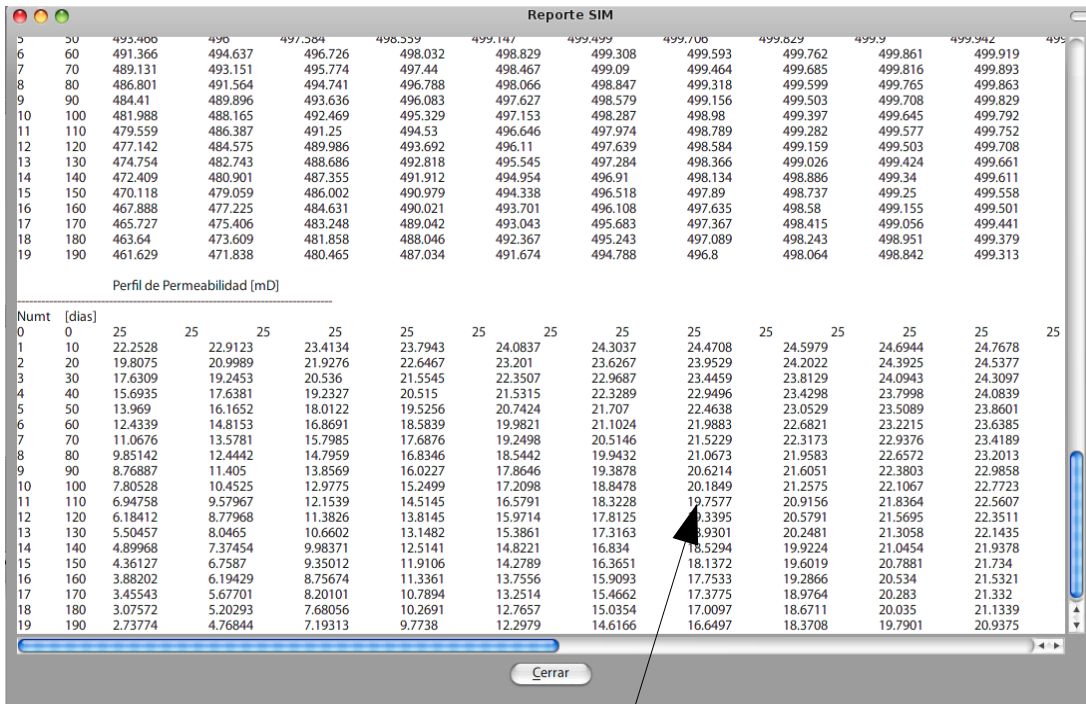 Reporte SIM
5 50 493.466 496 497.584 498.559 499.147 499.499 499.706 499.829 499.9 499.942 499
6 60 491.366 494.637 496.726 498.032 498.829 499.308 499.593 499.762 499.861 499.919
7 70 489.131 493.151 495.774 497.44 498.467 499.09 499.464 499.685 499.816 499.893
8 80 486.801 491.564 494.741 496.788 498.066 498.847 499.318 499.599 499.765 499.863
9 90 484.41 489.896 493.636 496.083 497.627 498.579 499.156 499.503 499.708 499.829
10 100 481.988 488.165 492.469 495.329 497.153 498.287 498.98 499.397 499.645 499.792
11 110 479.559 486.387 491.25 494.53 496.646 497.974 498.789 499.282 499.577 499.752
12 120 477.142 484.575 489.986 493.692 496.11 497.639 498.584 499.159 499.503 499.708
13 130 474.754 482.743 488.686 492.818 495.545 497.284 498.366 499.026 499.424 499.661
14 140 472.409 480.901 487.355 491.912 494.954 496.91 498.134 498.886 499.34 499.611
15 150 470.118 479.059 486.002 490.979 494.338 496.518 497.89 498.737 499.25 499.558
16 160 467.888 477.225 484.631 490.021 493.701 496.108 497.635 498.58 499.155 499.501
17 170 465.727 475.406 483.248 489.042 493.043 495.683 497.367 498.415 499.056 499.441
18 180 463.64 473.609 481.858 488.046 492.367 495.243 497.089 498.243 498.951 499.379
19 190 461.629 471.838 480.465 487.034 491.674 494.788 496.8 498.064 498.842 499.313
Perfil de Permeabilidad [mD]
Numt [dias]
0 0 25 25 25 25 25 25 25 25 25 25 25 25 25 25
1 10 22.2528 22.9123 23.4134 23.7943 24.0837 24.3037 24.4708 24.5979 24.6944 24.7678
2 20 19.8075 20.9989 21.9276 22.6467 23.201 23.6267 23.9529 24.2022 24.3925 24.5377
3 30 17.6309 19.2453 20.536 21.5545 22.3507 22.9687 23.4459 23.8129 24.0943 24.3097
4 40 15.6935 17.6381 19.2327 20.515 21.5315 22.3289 22.9496 23.4298 23.7998 24.0839
5 50 13.969 16.1652 18.0122 19.5256 20.7424 21.707 22.4638 23.0529 23.5089 23.8601
6 60 12.4339 14.8153 16.8691 18.5839 19.9821 21.1024 21.9883 22.6821 23.2215 23.6385
7 70 11.0676 13.5781 15.7985 17.6876 19.2498 20.5146 21.5229 22.3173 22.9376 23.4189
8 80 9.85142 12.4442 14.7959 16.8346 18.5442 19.9432 21.0673 21.9583 22.6572 23.2013
9 90 8.76887 11.405 13.8569 16.0227 17.8646 19.3878 20.6214 21.6051 22.3803 22.9858
10 100 7.80528 10.4525 12.9775 15.2499 17.2098 18.8478 20.1849 21.2575 22.1067 22.7723
11 110 6.94758 9.57967 12.1539 14.5145 16.5791 18.3228 19.7577 20.9156 21.8364 22.5607
12 120 6.18412 8.77968 11.3826 13.8145 15.9714 17.8125 19.3395 20.5791 21.5695 22.3511
13 130 5.50457 8.0465 10.6602 13.1482 15.3861 17.3163 18.9301 20.2481 21.3058 22.1435
14 140 4.89968 7.37454 9.98371 12.5141 14.8221 16.834 18.5294 19.9224 21.0454 21.9378
15 150 4.36127 6.7587 9.35012 11.9106 14.2789 16.3651 18.1372 19.6019 20.7881 21.734
16 160 3.88202 6.19429 8.75674 11.3361 13.7556 15.9093 17.7533 19.2866 20.534 21.5321
17 170 3.45543 5.67701 8.20101 10.7894 13.2514 15.4662 17.3775 18.9764 20.283 21.332
18 180 3.07572 5.20293 7.68056 10.2691 12.7657 15.0354 17.0097 18.6711 20.035 21.1339
19 190 2.73774 4.76844 7.19313 9.7738 12.2979 14.6166 16.6497 18.3708 19.7901 20.9375
Cerrar